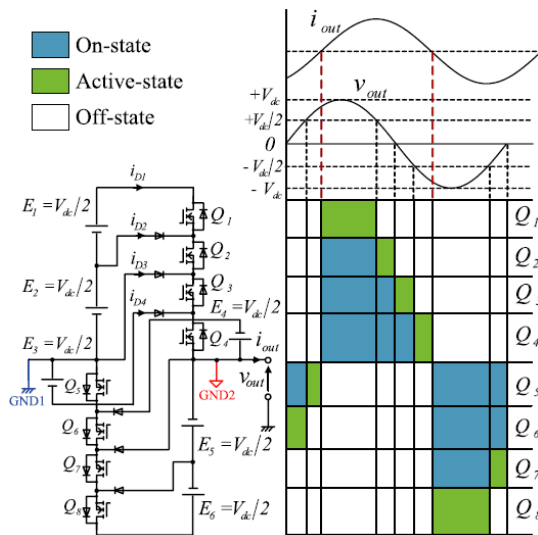 On-state
Active-state
Off-state
i_out
v_out
+V_dc
+V_dc/2
0
- V_dc/2
- V_dc
i_D1
E_1 = V_dc/2
Q_1
i_D2
Q_2
i_D3
Q_3
E_2 = V_dc/2
i_D4
E_4 = V_dc/2
Q_4
i_out
E_3 = V_dc/2
v_out
GND1
GND2
Q_5
Q_6
E_5 = V_dc/2
Q_7
Q_8
E_6 = V_dc/2
Q_1
Q_2
Q_3
Q_4
Q_5
Q_6
Q_7
Q_8